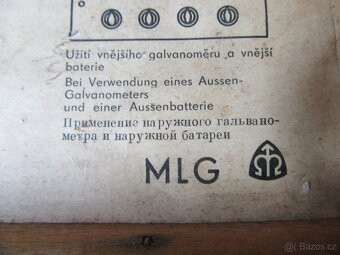 Užití vnějšího galvanoměru a vnější
baterie
Bei Verwendung eines Aussen-
Galvanometers
und einer Aussenbatterie
Применение наружного гальвано-
метра и наружной батареи
MLG
Bazos.cz